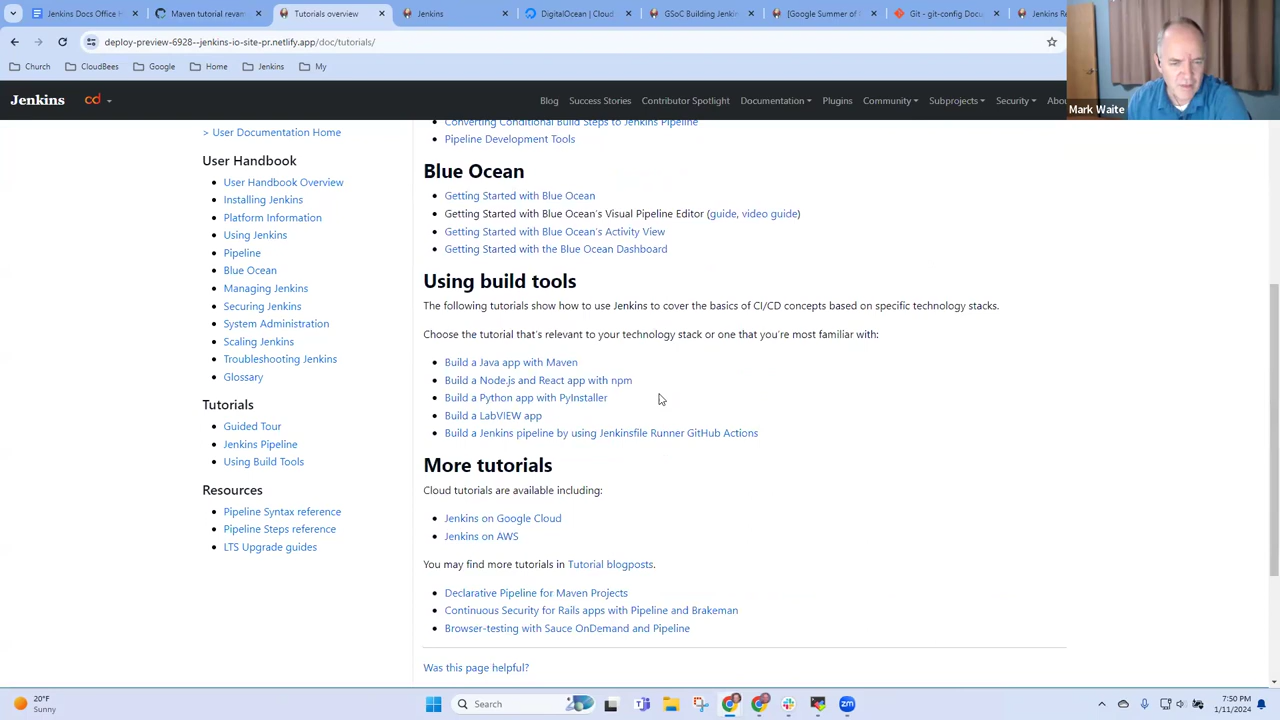 Jenkins Docs Office H
Maven tutorial revam
Tutorials overview
Jenkins
DigitalOcean | Cloud
GSoC Building Jenkin
[Google Summer of
Git - git-config Docu
Jenkins R
deploy-preview-6928--jenkins-io-site-pr.netlify.app/doc/tutorials/
Church
CloudBees
Google
Home
Jenkins
My
Mark Waite
Jenkins
cd
Blog
Success Stories
Contributor Spotlight
Documentation
Plugins
Community
Subprojects
Security
Abou
> User Documentation Home
User Handbook
User Handbook Overview
Installing Jenkins
Platform Information
Using Jenkins
Pipeline
Blue Ocean
Managing Jenkins
Securing Jenkins
System Administration
Scaling Jenkins
Troubleshooting Jenkins
Glossary
Tutorials
Guided Tour
Jenkins Pipeline
Using Build Tools
Resources
Pipeline Syntax reference
Pipeline Steps reference
LTS Upgrade guides
Converting Conditional Build Steps to Jenkins Pipeline
Pipeline Development Tools
Blue Ocean
Getting Started with Blue Ocean
Getting Started with Blue Ocean's Visual Pipeline Editor (guide, video guide)
Getting Started with Blue Ocean's Activity View
Getting Started with the Blue Ocean Dashboard
Using build tools
The following tutorials show how to use Jenkins to cover the basics of CI/CD concepts based on specific technology stacks.
Choose the tutorial that's relevant to your technology stack or one that you're most familiar with:
Build a Java app with Maven
Build a Node.js and React app with npm
Build a Python app with PyInstaller
Build a LabVIEW app
Build a Jenkins pipeline by using Jenkinsfile Runner GitHub Actions
More tutorials
Cloud tutorials are available including:
Jenkins on Google Cloud
Jenkins on AWS
You may find more tutorials in Tutorial blogposts.
Declarative Pipeline for Maven Projects
Continuous Security for Rails apps with Pipeline and Brakeman
Browser-testing with Sauce OnDemand and Pipeline
Was this page helpful?
20°F
Sunny
Search
7:50 PM
1/11/2024